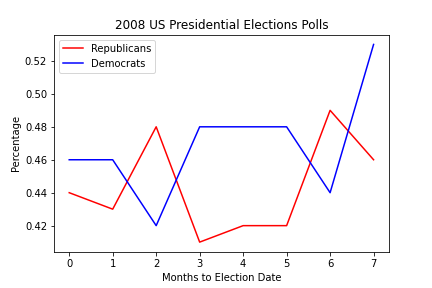 2008 US Presidential Elections Polls
Republicans
Democrats
Percentage
0.52
0.50
0.48
0.46
0.44
0.42
0 1 2 3 4 5 6 7
Months to Election Date